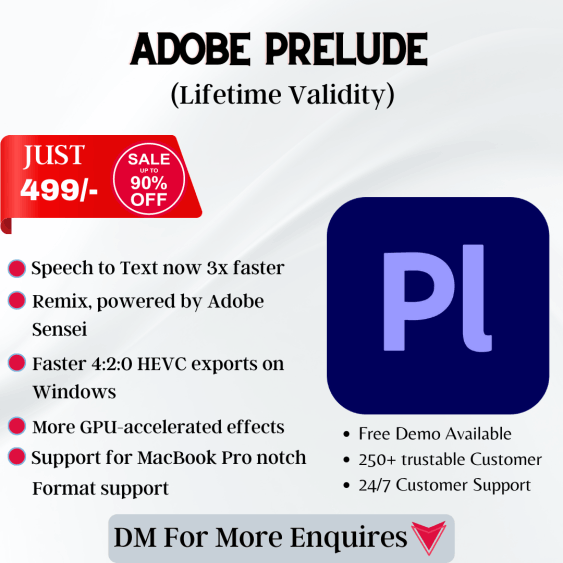 ADOBE PRELUDE
(Lifetime Validity)
JUST
499/-
SALE
UP TO
90%
OFF
Speech to Text now 3x faster
Remix, powered by Adobe
Sensei
Faster 4:2:0 HEVC exports on
Windows
More GPU-accelerated effects
Support for MacBook Pro notch
Format support
Pl
Free Demo Available
250+ trustable Customer
24/7 Customer Support
DM For More Enquires